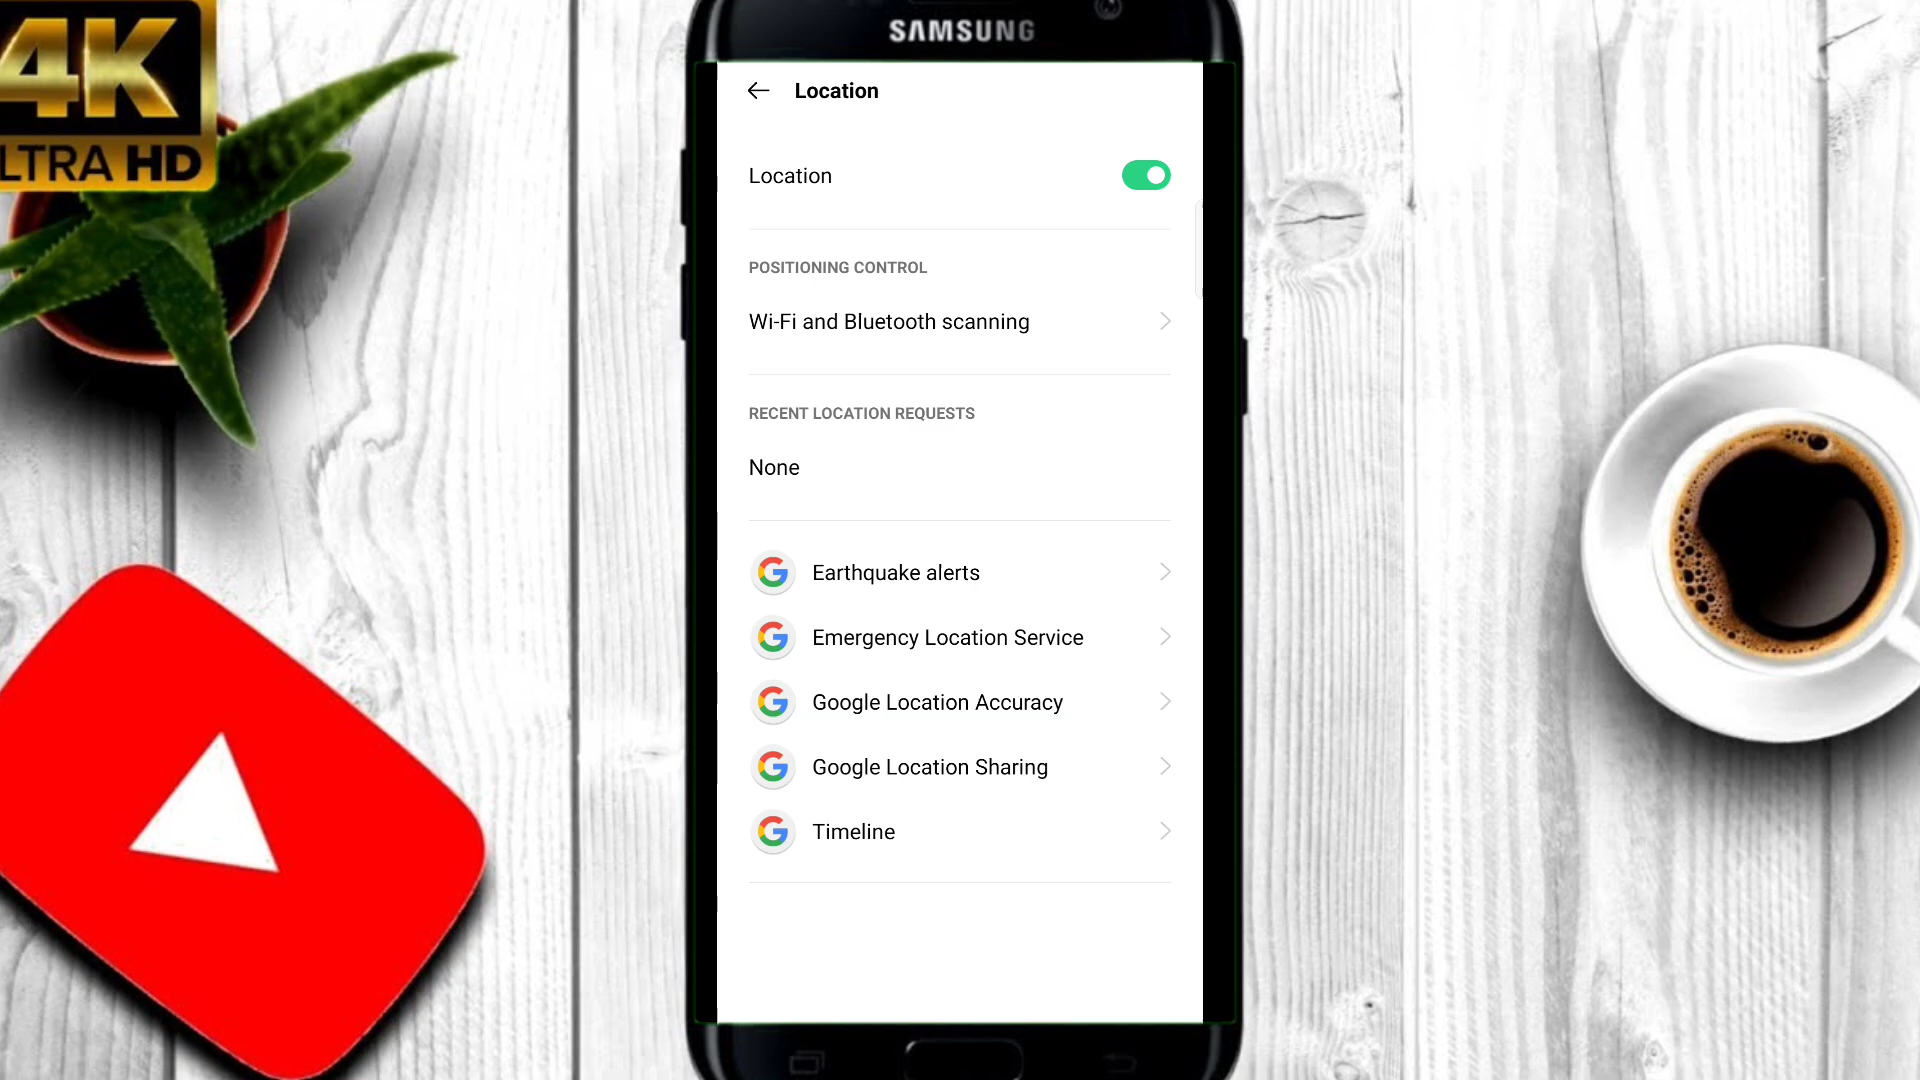 4K
LTRA HD
SAMSUNG
Location
Location
POSITIONING CONTROL
Wi-Fi and Bluetooth scanning
RECENT LOCATION REQUESTS
None
Earthquake alerts
Emergency Location Service
Google Location Accuracy
Google Location Sharing
Timeline